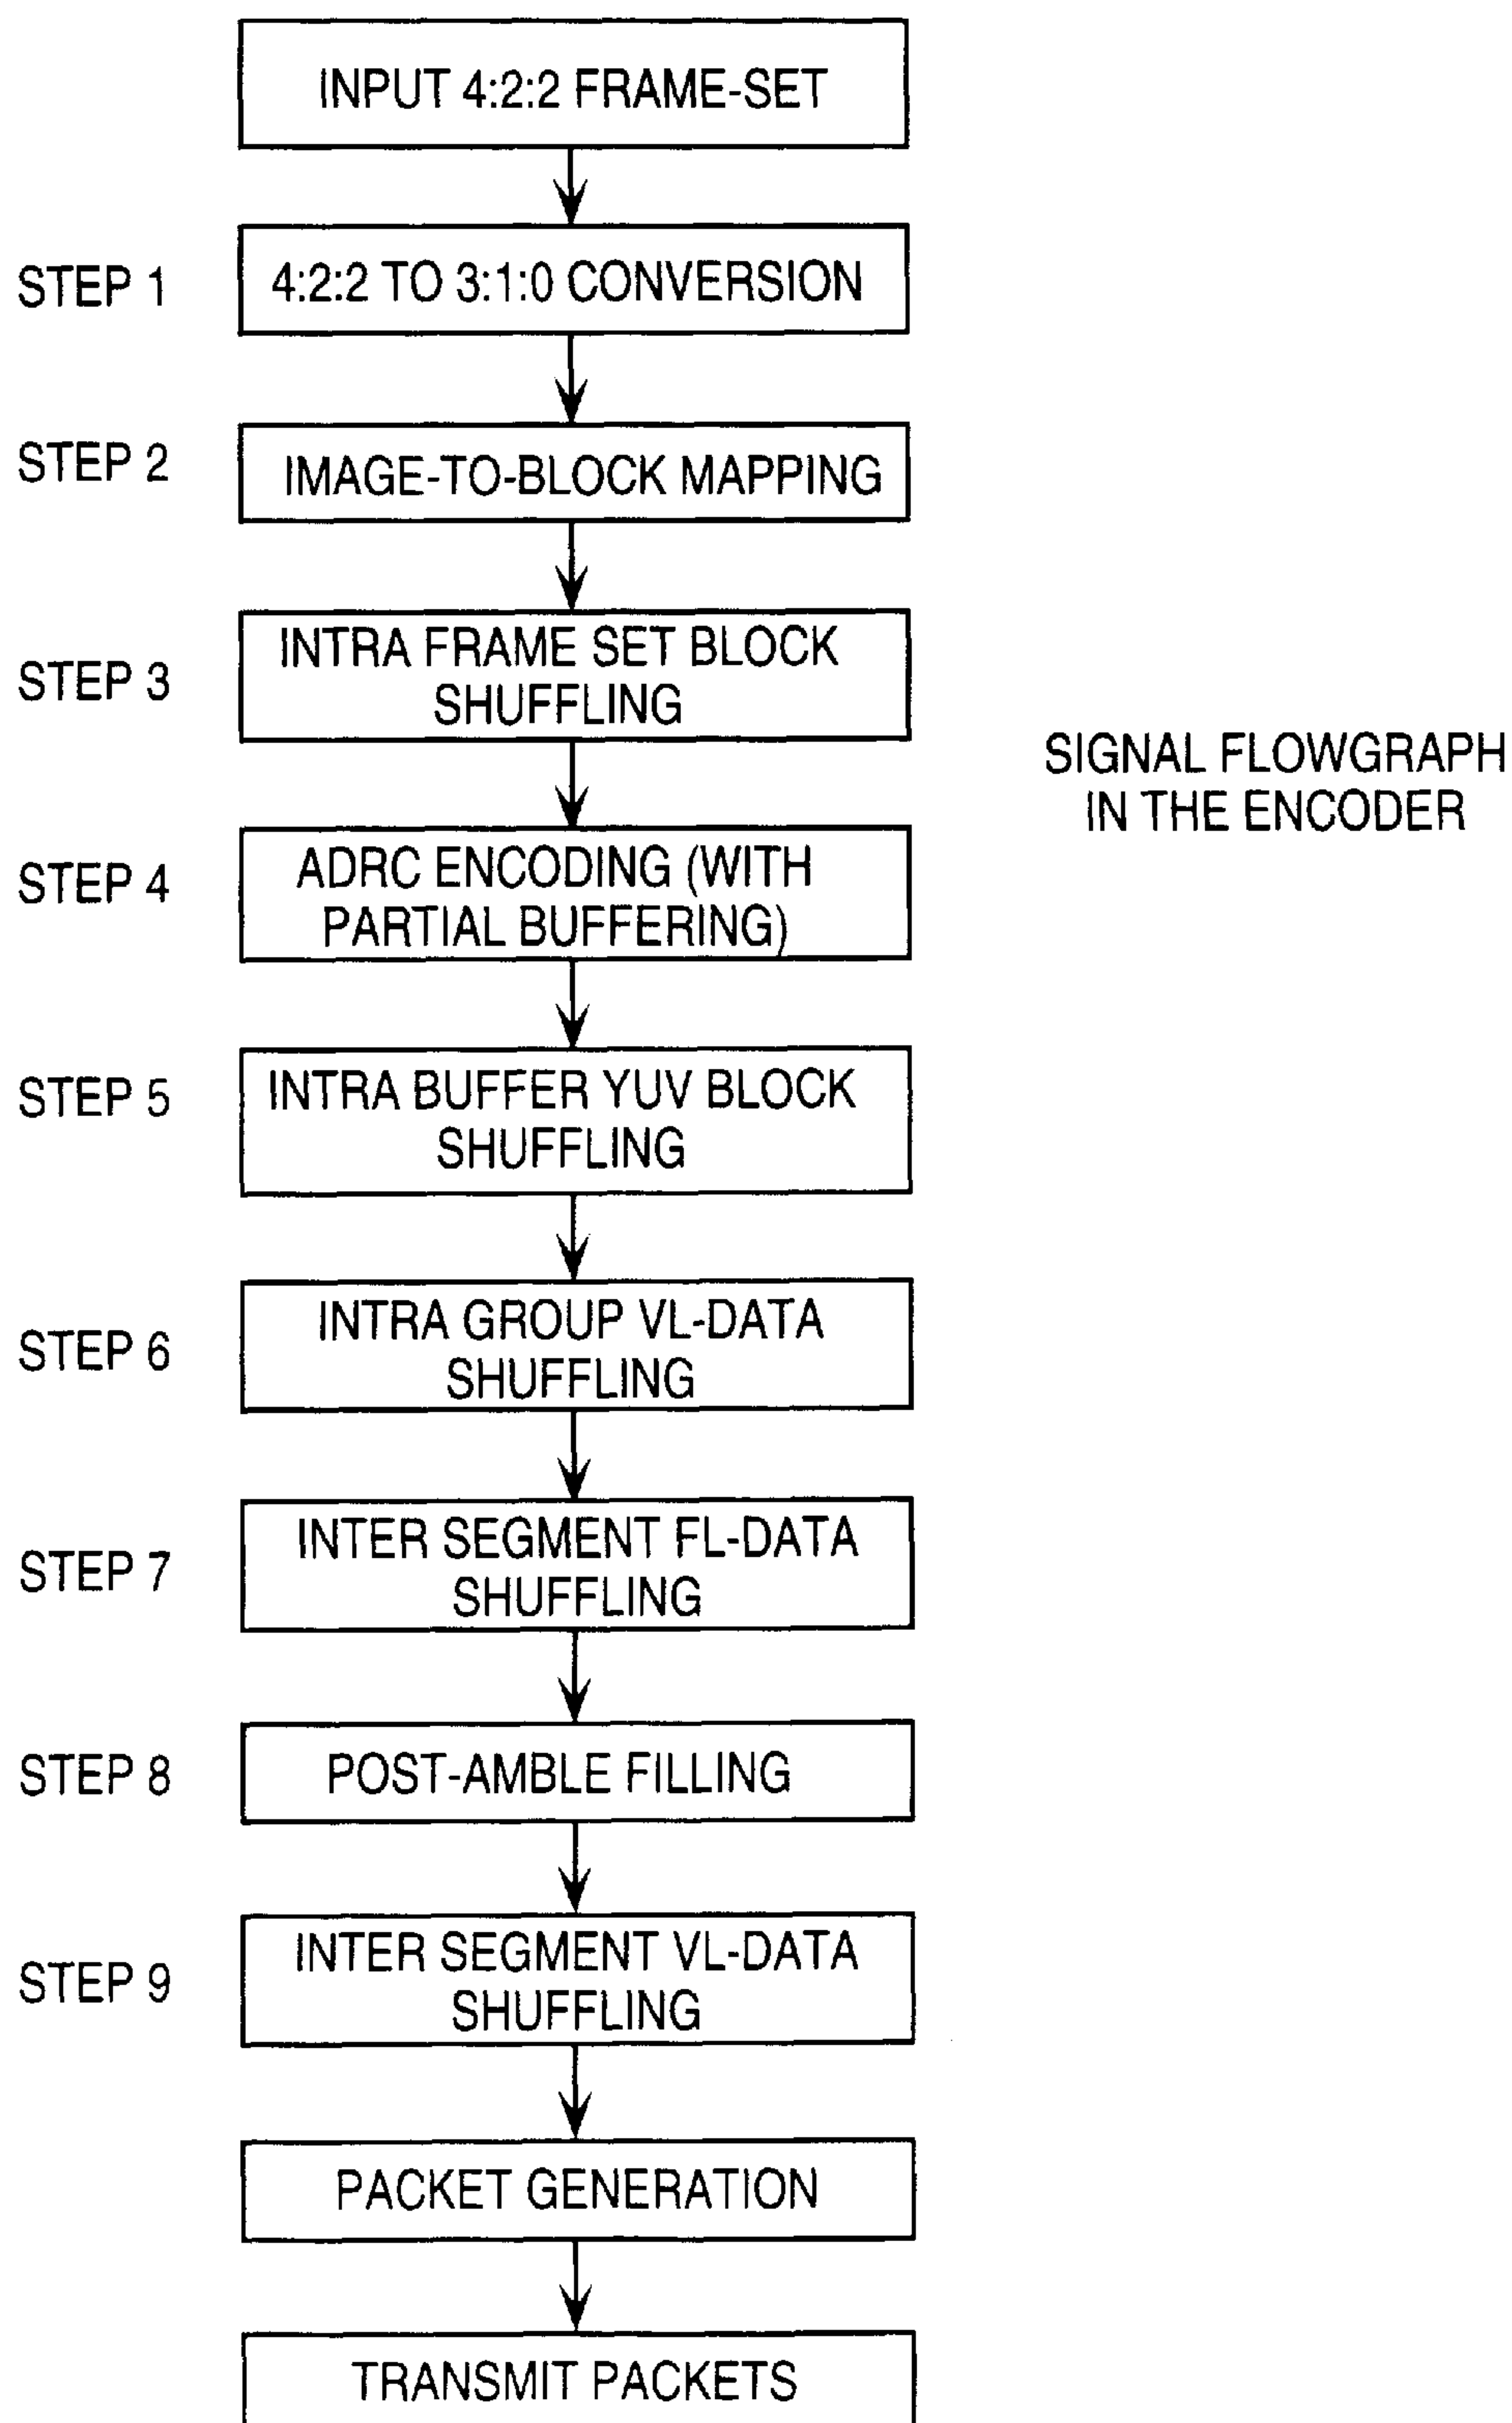 INPUT 4:2:2 FRAME-SET
STEP 1
4:2:2 TO 3:1:0 CONVERSION
STEP 2
IMAGE-TO-BLOCK MAPPING
STEP 3
INTRA FRAME SET BLOCK
SHUFFLING
SIGNAL FLOWGRAPH
IN THE ENCODER
STEP 4
ADRC ENCODING (WITH
PARTIAL BUFFERING)
STEP 5
INTRA BUFFER YUV BLOCK
SHUFFLING
STEP 6
INTRA GROUP VL-DATA
SHUFFLING
STEP 7
INTER SEGMENT FL-DATA
SHUFFLING
STEP 8
POST-AMBLE FILLING
STEP 9
INTER SEGMENT VL-DATA
SHUFFLING
PACKET GENERATION
TRANSMIT PACKETS